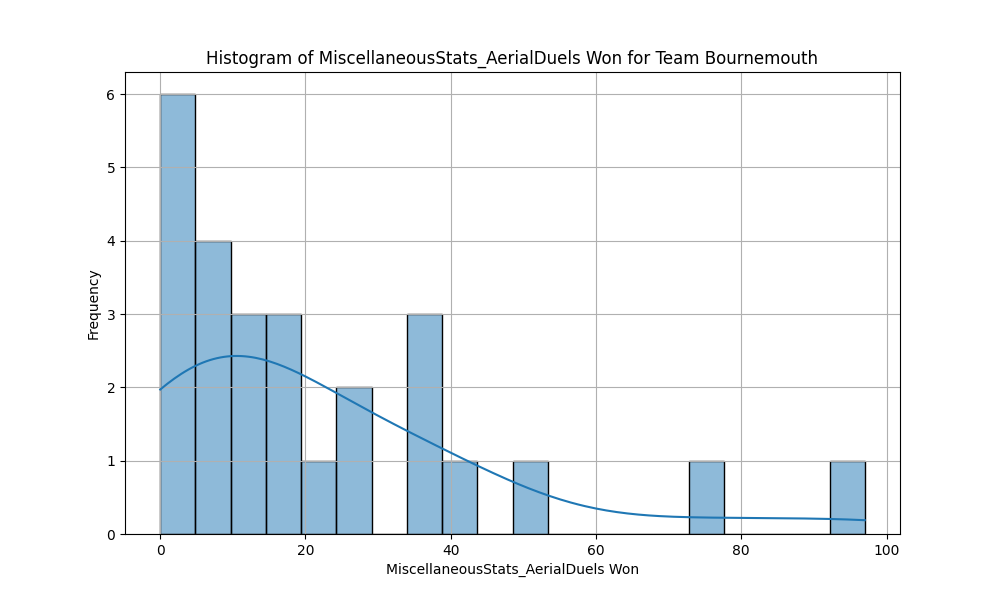 Histogram of MiscellaneousStats_AerialDuels Won for Team Bournemouth
6
5
4
3
2
1
0
Frequency
0 20 40 60 80 100
MiscellaneousStats_AerialDuels Won